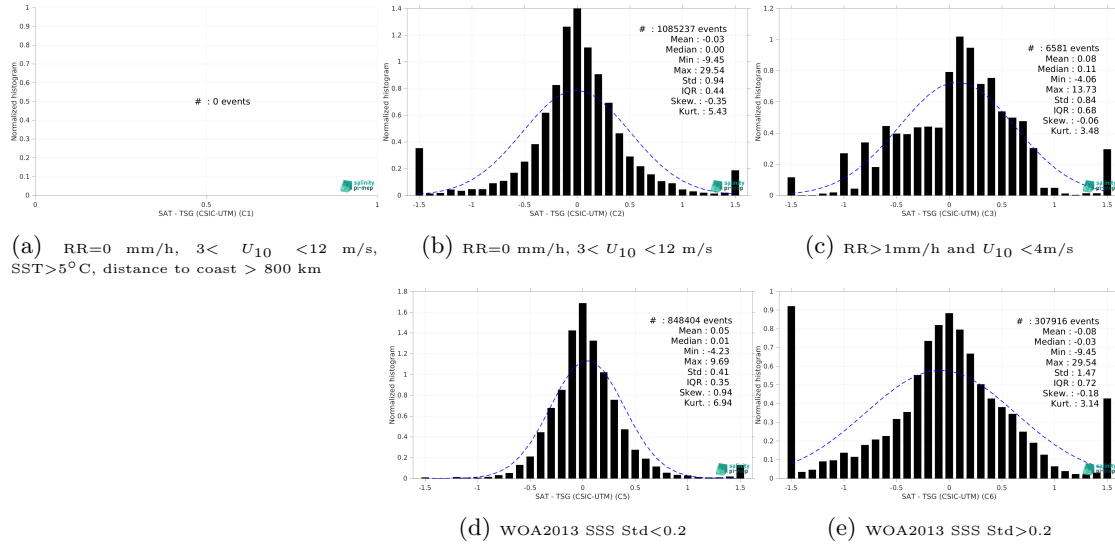 1
0.9
0.8
0.7
0.6
0.5
0.4
0.3
0.2
0.1
0
Normalized histogram
# : 0 events
salinity
pi-mep
0 0.5 1
SAT - TSG (CSIC-UTM) (C1)
(a) RR=0 mm/h, 3< U10 <12 m/s,
SST>5°C, distance to coast > 800 km
1.4
1.2
1
0.8
0.6
0.4
0.2
0
Normalized histogram
# : 1085237 events
Mean : -0.03
Median : 0.00
Min : -9.45
Max : 29.54
Std : 0.94
IQR : 0.44
Skew. : -0.35
Kurt. : 5.43
salinity
pi-mep
-1.5 -1 -0.5 0 0.5 1 1.5
SAT - TSG (CSIC-UTM) (C2)
(b) RR=0 mm/h, 3< U10 <12 m/s
1.2
1
0.8
0.6
0.4
0.2
0
Normalized histogram
# : 6581 events
Mean : 0.08
Median : 0.11
Min : -4.06
Max : 13.73
Std : 0.84
IQR : 0.68
Skew. : -0.06
Kurt. : 3.48
salinity
pi-mep
-1.5 -1 -0.5 0 0.5 1 1.5
SAT - TSG (CSIC-UTM) (C3)
(c) RR>1mm/h and U10 <4m/s
1.8
1.6
1.4
1.2
1
0.8
0.6
0.4
0.2
0
Normalized histogram
# : 848404 events
Mean : 0.05
Median : 0.01
Min : -4.23
Max : 9.69
Std : 0.41
IQR : 0.35
Skew. : 0.94
Kurt. : 6.94
salinity
pi-mep
-1.5 -1 -0.5 0 0.5 1 1.5
SAT - TSG (CSIC-UTM) (C5)
(d) WOA2013 SSS Std<0.2
1
0.9
0.8
0.7
0.6
0.5
0.4
0.3
0.2
0.1
0
Normalized histogram
# : 307916 events
Mean : -0.08
Median : -0.03
Min : -9.45
Max : 29.54
Std : 1.47
IQR : 0.72
Skew. : -0.18
Kurt. : 3.14
salinity
pi-mep
-1.5 -1 -0.5 0 0.5 1 1.5
SAT - TSG (CSIC-UTM) (C6)
(e) WOA2013 SSS Std>0.2